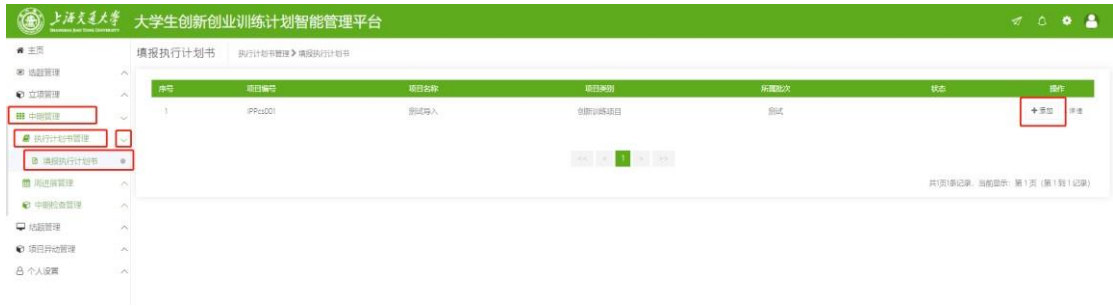 上海交通大学 大学生创新创业训练计划智能管理平台
主页
选题管理
立项管理
中期管理
执行计划书管理
填报执行计划书
周进展管理
中期检查管理
结题管理
项目异动管理
个人设置
填报执行计划书 执行计划书管理 填报执行计划书
序号 项目编号 项目名称 项目类别 所属批次 状态 操作
1 IPPcs001 测试导入 创新训练项目 测试 +添加 详情
<< < 1 > >>
共1页1条记录，当前显示：第1页 (第1到1记录)